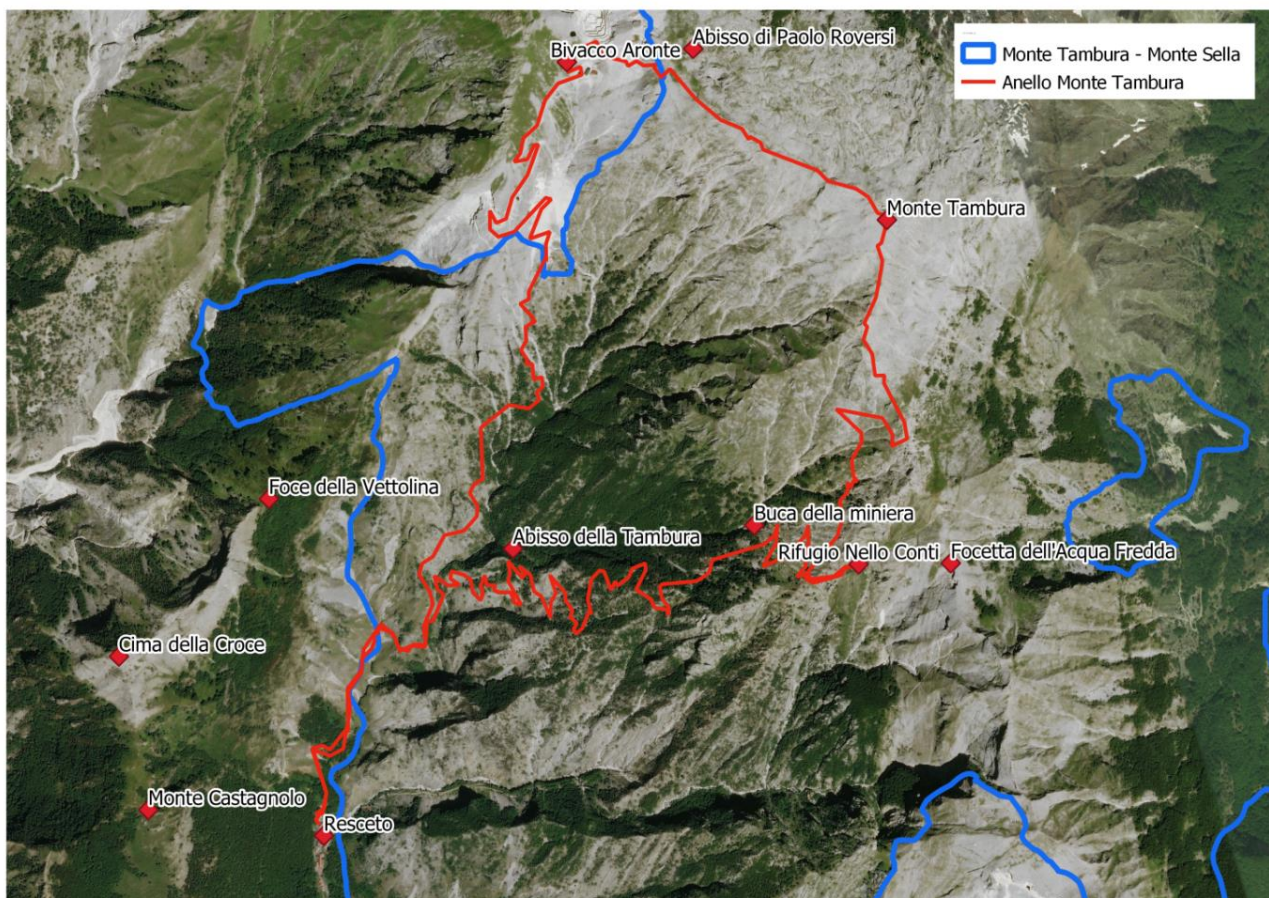 Bivacco Aronte
Abisso di Paolo Roversi
Monte Tambura - Monte Sella
Anello Monte Tambura
Monte Tambura
Foce della Vettolina
Buca della miniera
Abisso della Tambura
Rifugio Nello Conti
Focetta dell'Acqua Fredda
Cima della Croce
Monte Castagnolo
Resceto